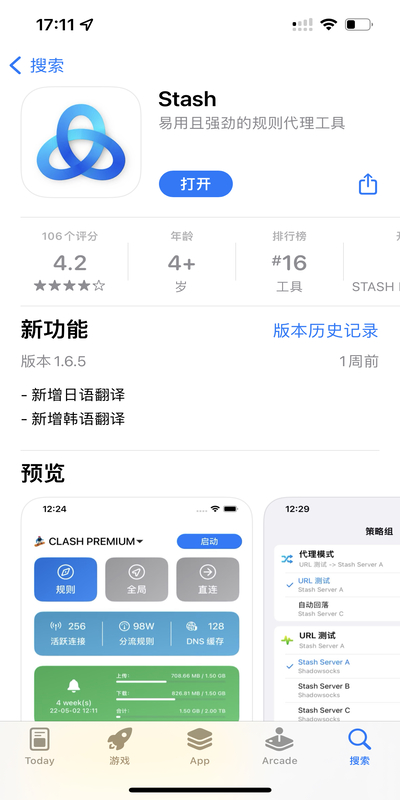 17:11
搜索
Stash
易用且强劲的规则代理工具
打开
106个评分
年龄
排行榜
4.2
4+
#16
岁
工具
STASH
新功能
版本历史记录
版本 1.6.5
1周前
- 新增日语翻译
- 新增韩语翻译
预览
12:24
CLASH PREMIUM
启动
规则
全局
直连
256
98W
128
活跃连接
分流规则
DNS 缓存
4 week(s)
22-05-02 12:11
上传:
708.66 MB / 1.50 GB
下载:
826.81 MB / 1.50 GB
合计:
1.50 GB / 2.00 TB
12:29
策略组
代理模式
URL 测试 -> Stash Server A
URL 测试
Stash Server A
自动回落
Stash Server C
URL 测试
Stash Server A
Stash Server A
Shadowsocks
Stash Server B
Shadowsocks
Stash Server C
Shadowsocks
Today
游戏
App
Arcade
搜索